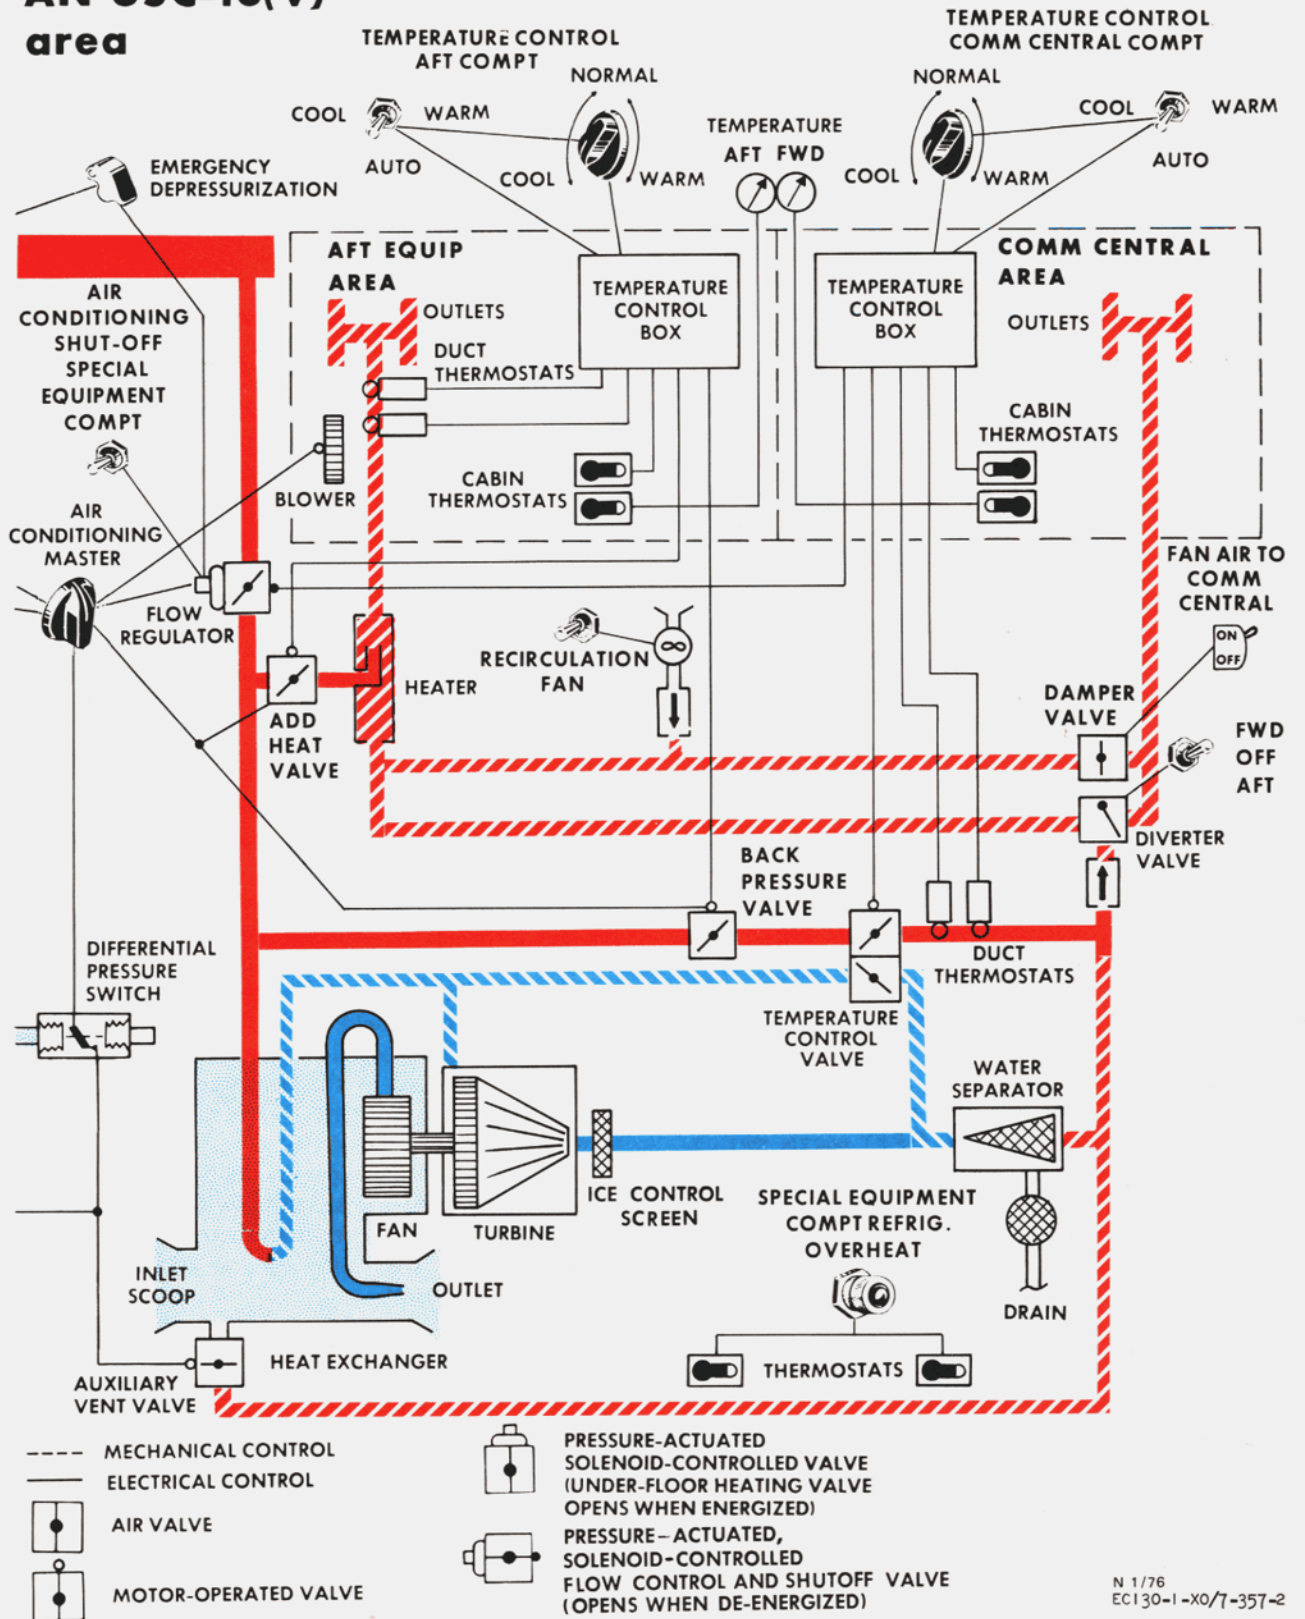 area
TEMPERATURE CONTROL
AFT COMPT
NORMAL
COOL
WARM
AUTO
COOL
WARM
TEMPERATURE
AFT FWD
TEMPERATURE CONTROL
COMM CENTRAL COMPT
NORMAL
COOL
WARM
AUTO
COOL
WARM
EMERGENCY
DEPRESSURIZATION
AIR
CONDITIONING
SHUT-OFF
SPECIAL
EQUIPMENT
COMPT
AFT EQUIP
AREA
OUTLETS
DUCT
THERMOSTATS
TEMPERATURE
CONTROL
BOX
TEMPERATURE
CONTROL
BOX
COMM CENTRAL
AREA
OUTLETS
CABIN
THERMOSTATS
BLOWER
CABIN
THERMOSTATS
AIR
CONDITIONING
MASTER
FLOW
REGULATOR
FAN AIR TO
COMM
CENTRAL
ON
OFF
RECIRCULATION
FAN
HEATER
ADD
HEAT
VALVE
DAMPER
VALVE
FWD
OFF
AFT
DIVERTER
VALVE
BACK
PRESSURE
VALVE
DUCT
THERMOSTATS
DIFFERENTIAL
PRESSURE
SWITCH
TEMPERATURE
CONTROL
VALVE
WATER
SEPARATOR
ICE CONTROL
SCREEN
FAN
TURBINE
SPECIAL EQUIPMENT
COMPT REFRIG.
OVERHEAT
INLET
SCOOP
OUTLET
DRAIN
HEAT EXCHANGER
THERMOSTATS
AUXILIARY
VENT VALVE
MECHANICAL CONTROL
ELECTRICAL CONTROL
AIR VALVE
MOTOR-OPERATED VALVE
PRESSURE-ACTUATED
SOLENOID-CONTROLLED VALVE
(UNDER-FLOOR HEATING VALVE
OPENS WHEN ENERGIZED)
PRESSURE-ACTUATED,
SOLENOID-CONTROLLED
FLOW CONTROL AND SHUTOFF VALVE
(OPENS WHEN DE-ENERGIZED)
N 1/76
EC130-1-XO/7-357-2